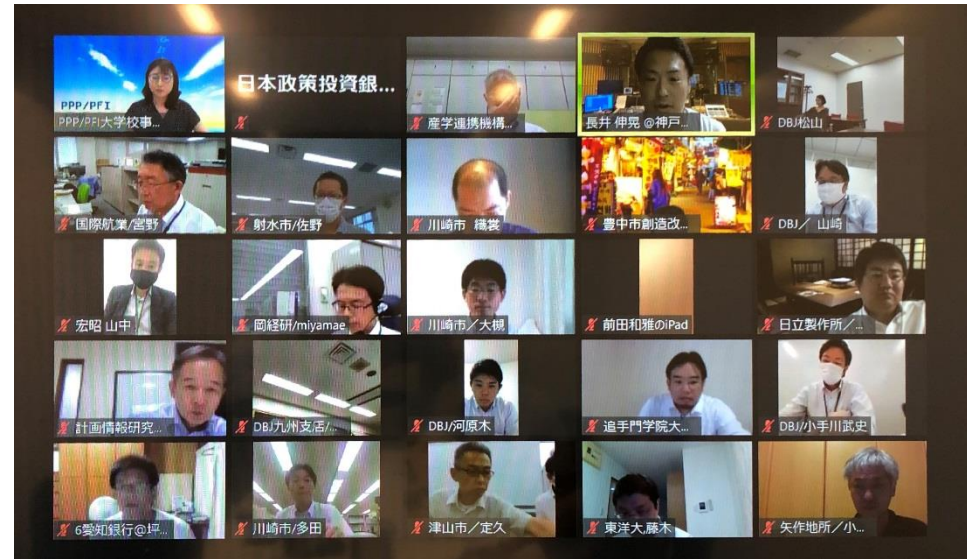 PPP/PFI
PPP/PFI大学校事...
日本政策投資銀...
産学連携機構...
長井 伸晃 @神戸...
DBJ松山
国際航業/宮野
射水市/佐野
川崎市 織裳
豊中市創造改...
DBJ/ 山崎
宏昭 山中
岡経研/miyamae
川崎市/大槻
前田和雅のiPad
日立製作所/...
計画情報研究...
DBJ九州支店/...
DBJ/河原木
追手門学院大...
DBJ/小手川武史
6愛知銀行@坪...
川崎市/多田
津山市/定久
東洋大,藤木
矢作地所/小...